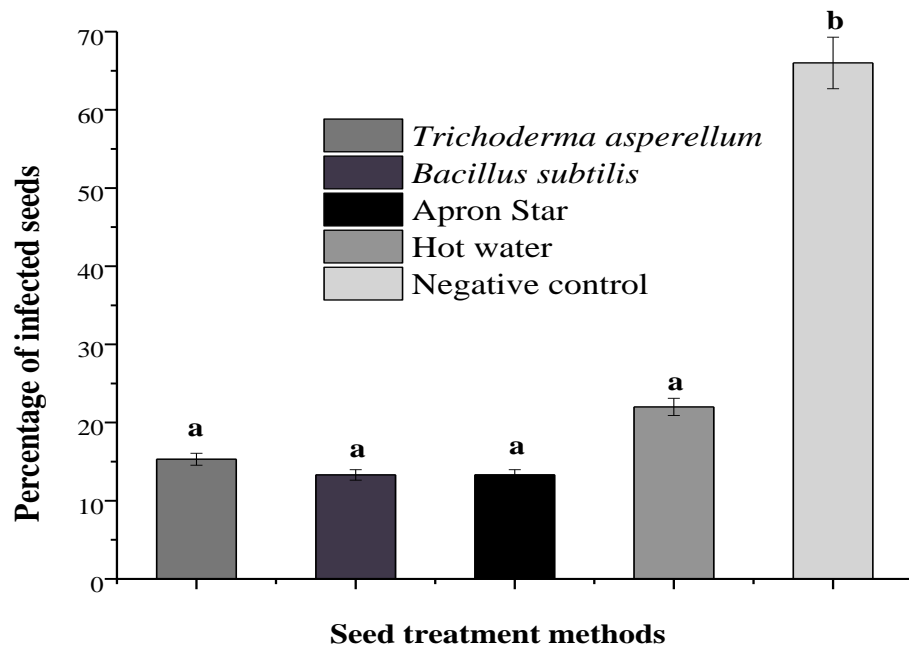 b
70
60
50
40
30
20
10
0
Percentage of infected seeds
Trichoderma asperellum
Bacillus subtilis
Apron Star
Hot water
Negative control
a
a
a
a
Seed treatment methods